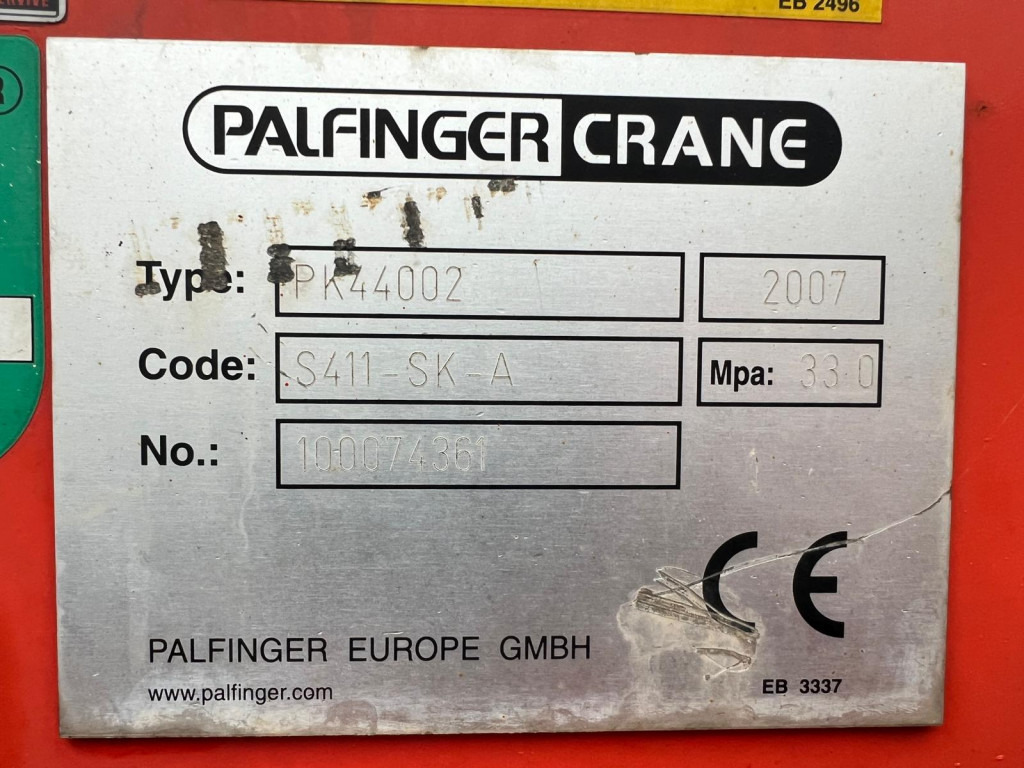 EB 2496
PALFINGER CRANE
Type: PK44002 2007
Code: S411-SK-A Mpa: 33.0
No.: 100074361
CE
PALFINGER EUROPE GMBH
www.palfinger.com
EB 3337